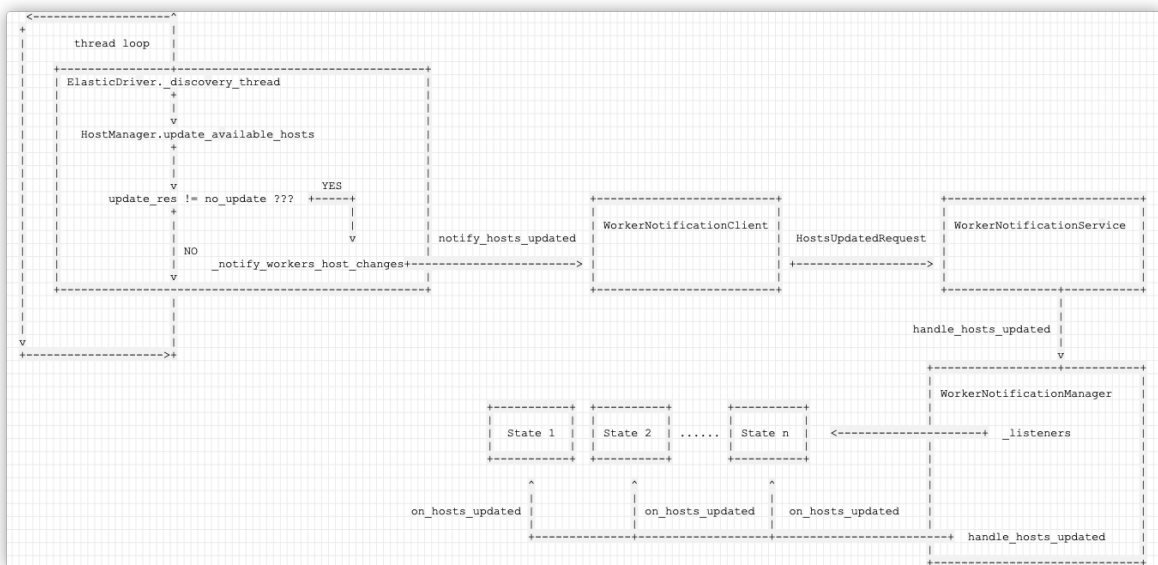 thread loop
ElasticDriver._discovery_thread
HostManager.update_available_hosts
YES
update_res != no_update ???
WorkerNotificationClient
WorkerNotificationService
notify_hosts_updated
HostsUpdatedRequest
NO
_notify_workers_host_changes
handle_hosts_updated
WorkerNotificationManager
State 1
State 2
......
State n
_listeners
on_hosts_updated
on_hosts_updated
on_hosts_updated
handle_hosts_updated